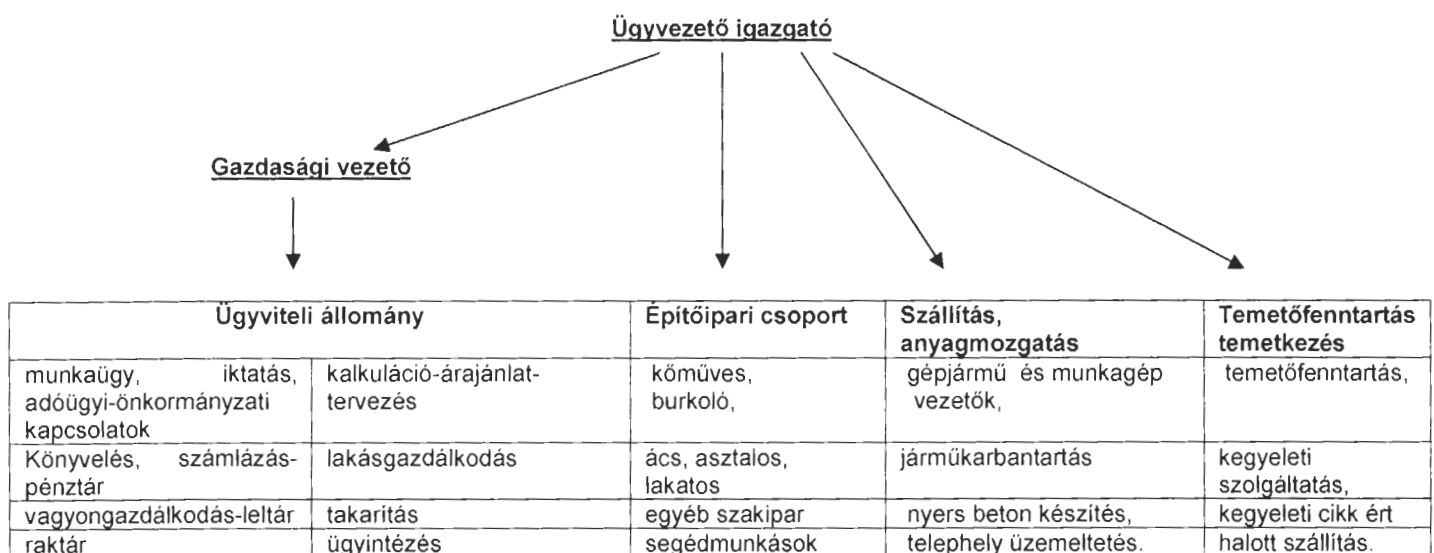 Ügyvezető igazgató
Gazdasági vezető
Ügyviteli állomány
Építőipari csoport
Szállítás,
anyagmozgatás
Temetőfenntartás
temetkezés
munkaügy, iktatás,
adóügyi-önkormányzati
kapcsolatok
kalkuláció-árajánlat-
tervezés
kőműves,
burkoló,
gépjármű és munkagép
vezetők,
temetőfenntartás,
Könyvelés, számlázás-
pénztár
lakásgazdálkodás
ács, asztalos,
lakatos
járműkarbantartás
kegyeleti
szolgáltatás,
vagyongazdálkodás-leltár
takarítás
egyéb szakipar
nyers beton készítés,
kegyeleti cikk ért
raktár
ügyintézés
segédmunkások
telephely üzemeltetés.
halott szállítás.